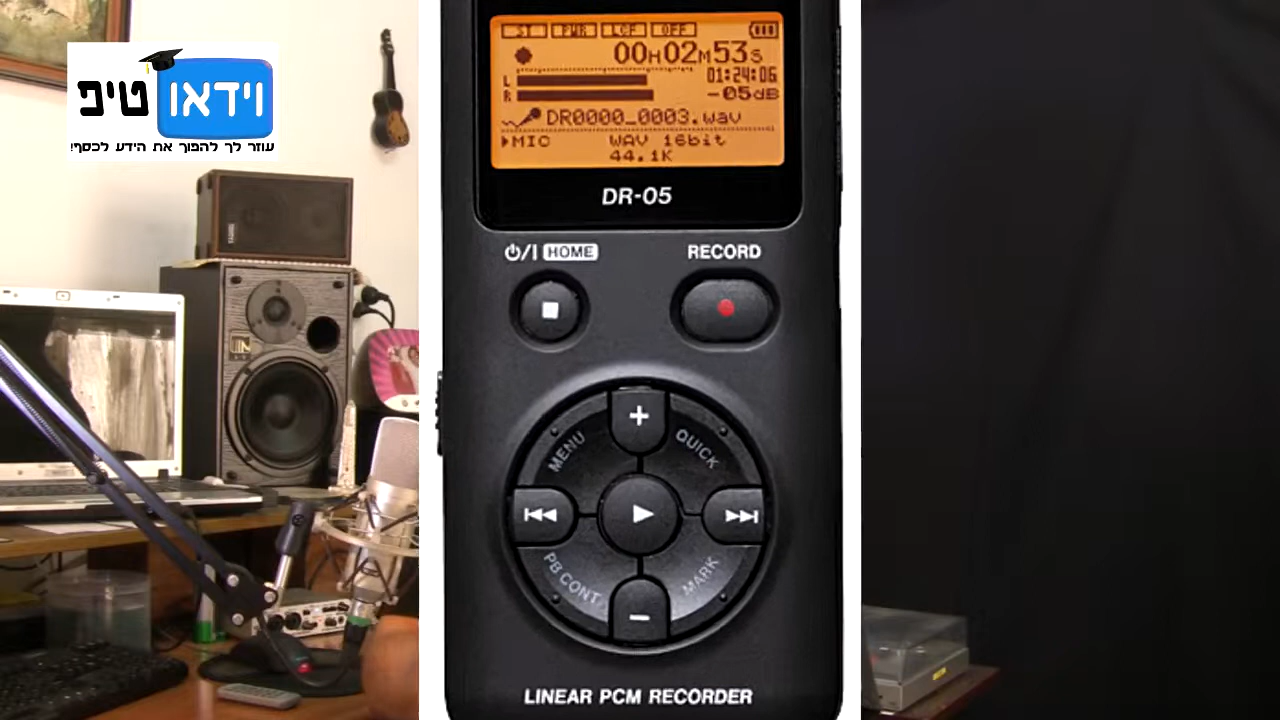 וידאו טיפ
עוזר לך להפוך את הידע לכסף!
ST PWR LCF OFF
00H02M53S
L
R
01:24:06
-05dB
DR0000_0003.wav
MIC WAV 16bit
44.1K
DR-05
HOME
RECORD
+
MENU
QUICK
PB CONT
MARK
LINEAR PCM RECORDER